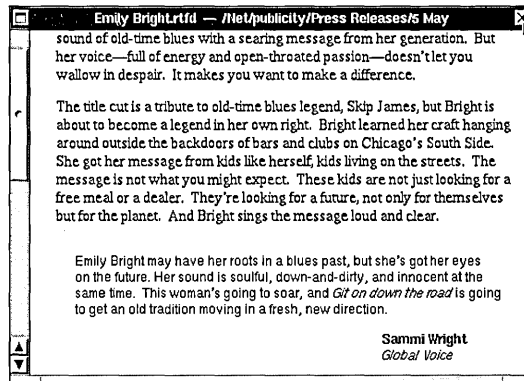 Emily Bright.rtfd — /Net/publicity/Press Releases/5 May
sound of old-time blues with a searing message from her generation. But
her voice—full of energy and open-throated passion—doesn't let you
wallow in despair. It makes you want to make a difference.
The title cut is a tribute to old-time blues legend, Skip James, but Bright is
about to become a legend in her own right. Bright learned her craft hanging
around outside the backdoors of bars and clubs on Chicago's South Side.
She got her message from kids like herself, kids living on the streets. The
message is not what you might expect. These kids are not just looking for a
free meal or a dealer. They're looking for a future, not only for themselves
but for the planet. And Bright sings the message loud and clear.
Emily Bright may have her roots in a blues past, but she's got her eyes
on the future. Her sound is soulful, down-and-dirty, and innocent at the
same time. This woman's going to soar, and Git on down the road is going
to get an old tradition moving in a fresh, new direction.
Sammi Wright
Global Voice